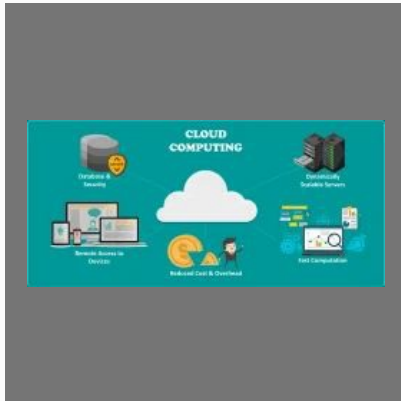 CLOUD
COMPUTING
Database &
Security
Dynamically
Scalable Servers
Remote Access to
Devices
Reduced Cost & Overhead
Fast Computation